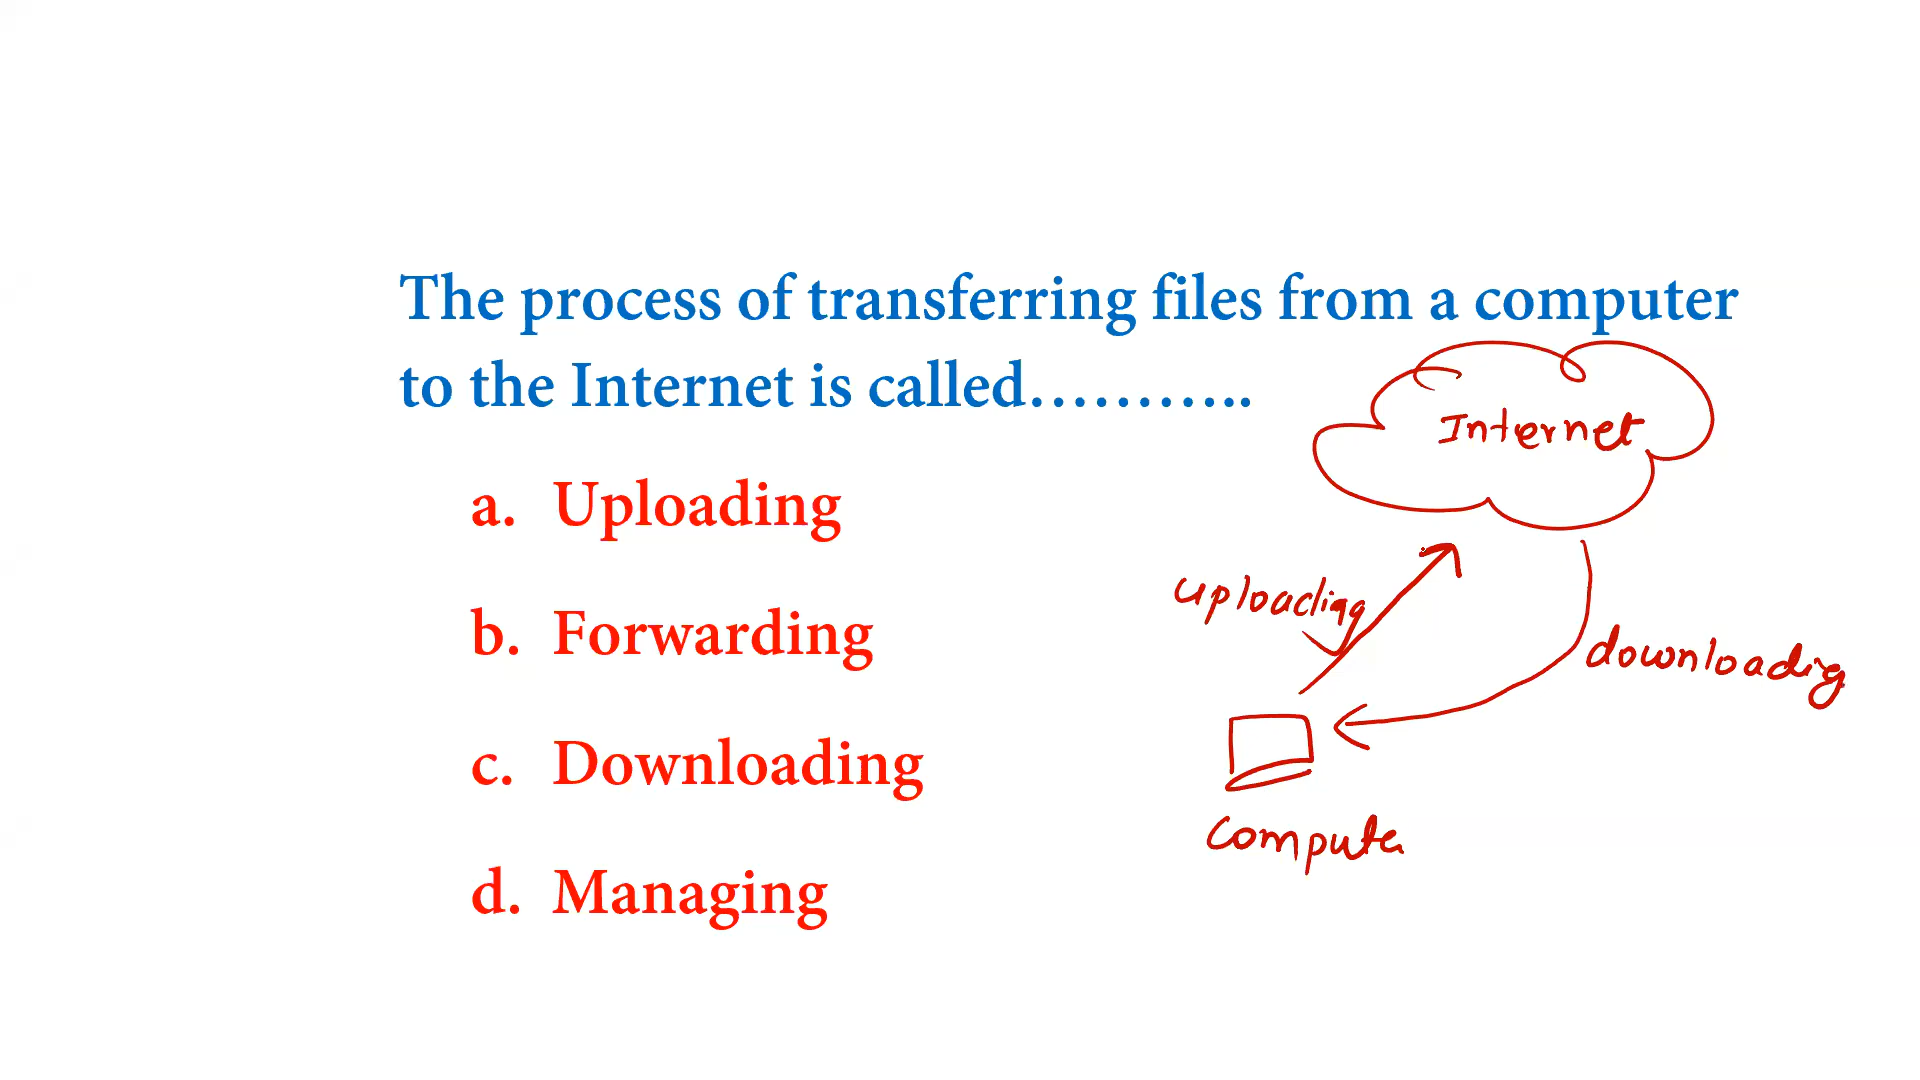 The process of transferring files from a computer
to the Internet is called………..
Internet
a. Uploading
uploading
b. Forwarding
downloading
c. Downloading
Compute
d. Managing